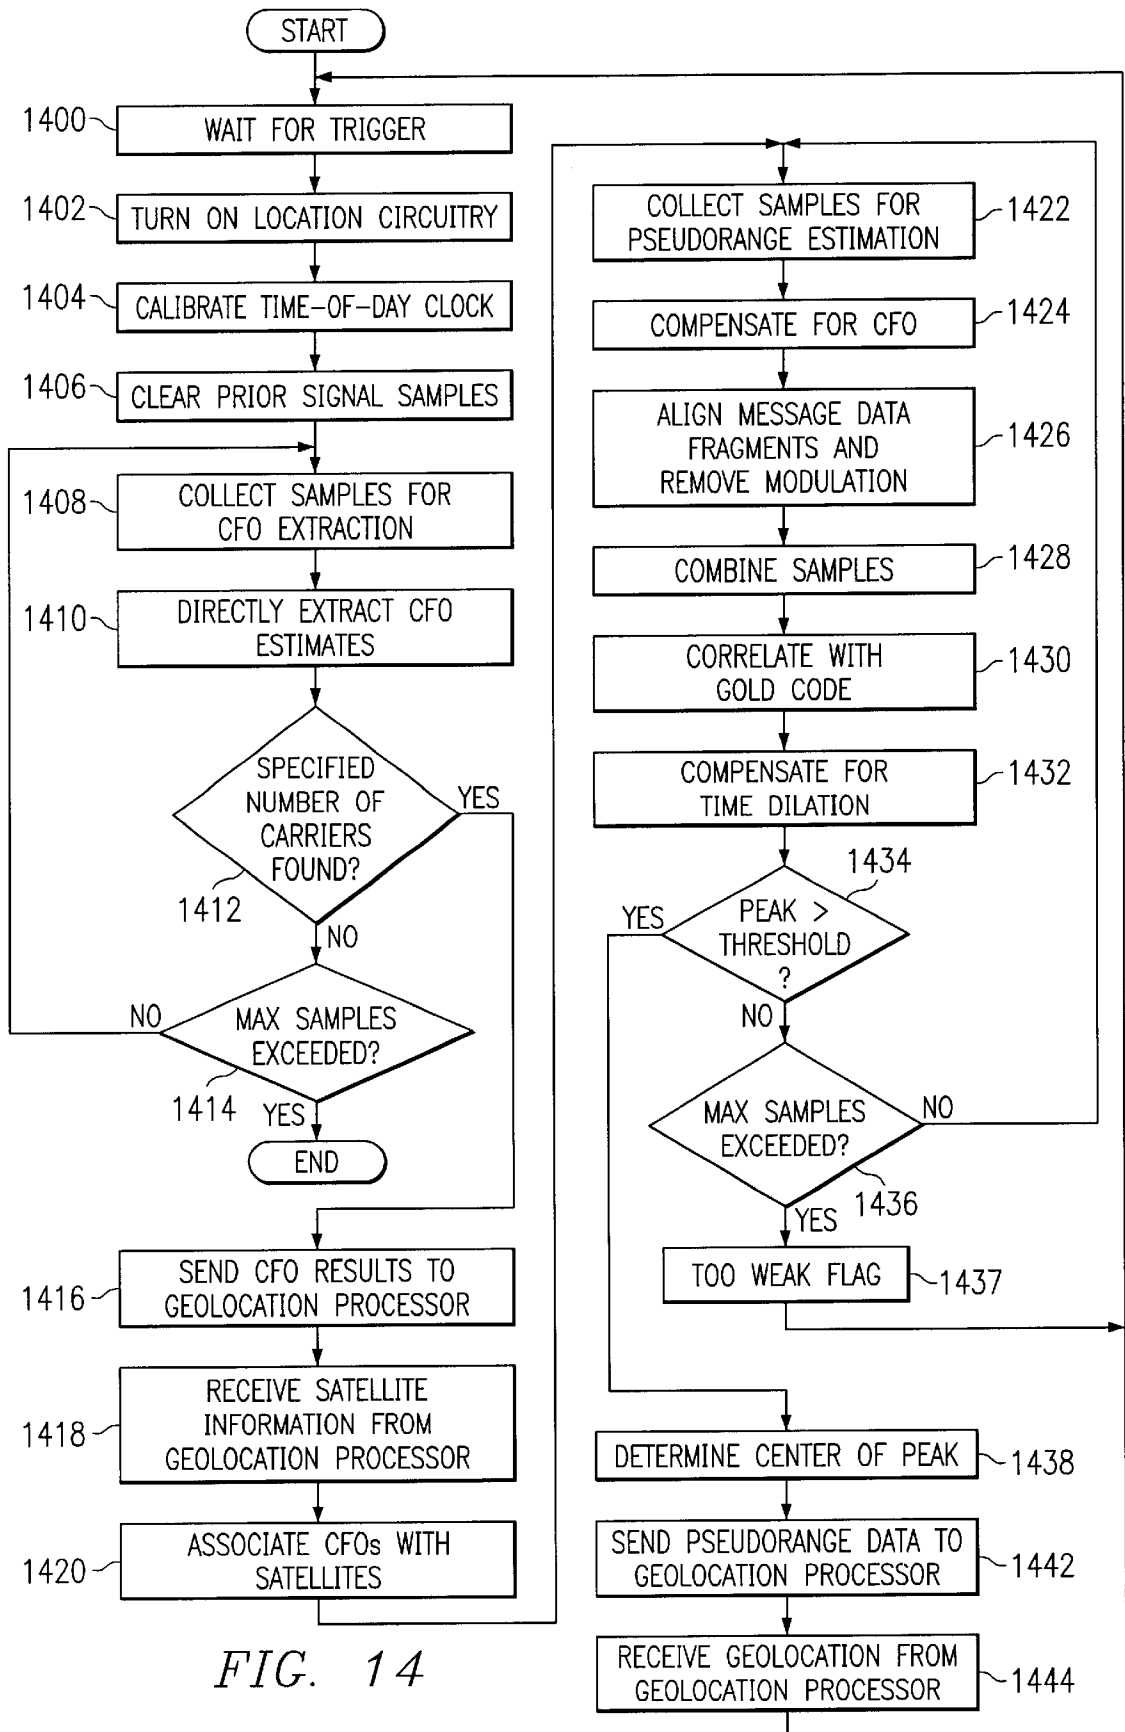 START
1400
WAIT FOR TRIGGER
1402
TURN ON LOCATION CIRCUITRY
1404
CALIBRATE TIME-OF-DAY CLOCK
1406
CLEAR PRIOR SIGNAL SAMPLES
1408
COLLECT SAMPLES FOR
CFO EXTRACTION
1410
DIRECTLY EXTRACT CFO
ESTIMATES
SPECIFIED
NUMBER OF
CARRIERS
FOUND?
YES
1412
NO
MAX SAMPLES
EXCEEDED?
NO
1414
YES
END
1416
SEND CFO RESULTS TO
GEOLOCATION PROCESSOR
1418
RECEIVE SATELLITE
INFORMATION FROM
GEOLOCATION PROCESSOR
1420
ASSOCIATE CFOs WITH
SATELLITES
COLLECT SAMPLES FOR
PSEUDORANGE ESTIMATION
1422
COMPENSATE FOR CFO
1424
ALIGN MESSAGE DATA
FRAGMENTS AND
REMOVE MODULATION
1426
COMBINE SAMPLES
1428
CORRELATE WITH
GOLD CODE
1430
COMPENSATE FOR
TIME DILATION
1432
1434
YES
PEAK >
THRESHOLD
?
NO
MAX SAMPLES
EXCEEDED?
NO
1436
YES
TOO WEAK FLAG
1437
DETERMINE CENTER OF PEAK
1438
SEND PSEUDORANGE DATA TO
GEOLOCATION PROCESSOR
1442
RECEIVE GEOLOCATION FROM
GEOLOCATION PROCESSOR
1444
FIG. 14